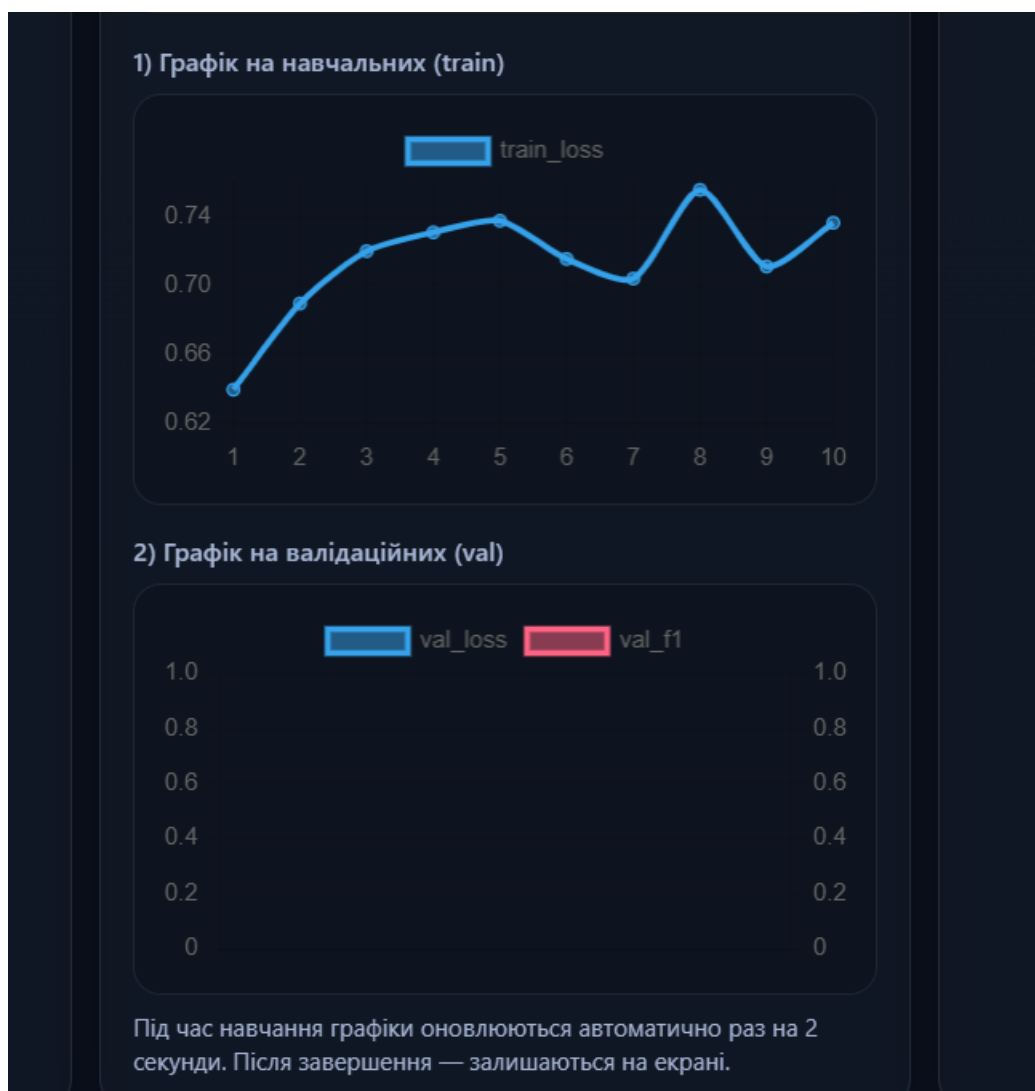 1) Графік на навчальних (train)
train_loss
0.74
0.70
0.66
0.62
1 2 3 4 5 6 7 8 9 10
2) Графік на валідаційних (val)
val_loss val_f1
1.0 1.0
0.8 0.8
0.6 0.6
0.4 0.4
0.2 0.2
0 0
Під час навчання графіки оновлюються автоматично раз на 2
секунди. Після завершення — залишаються на екрані.